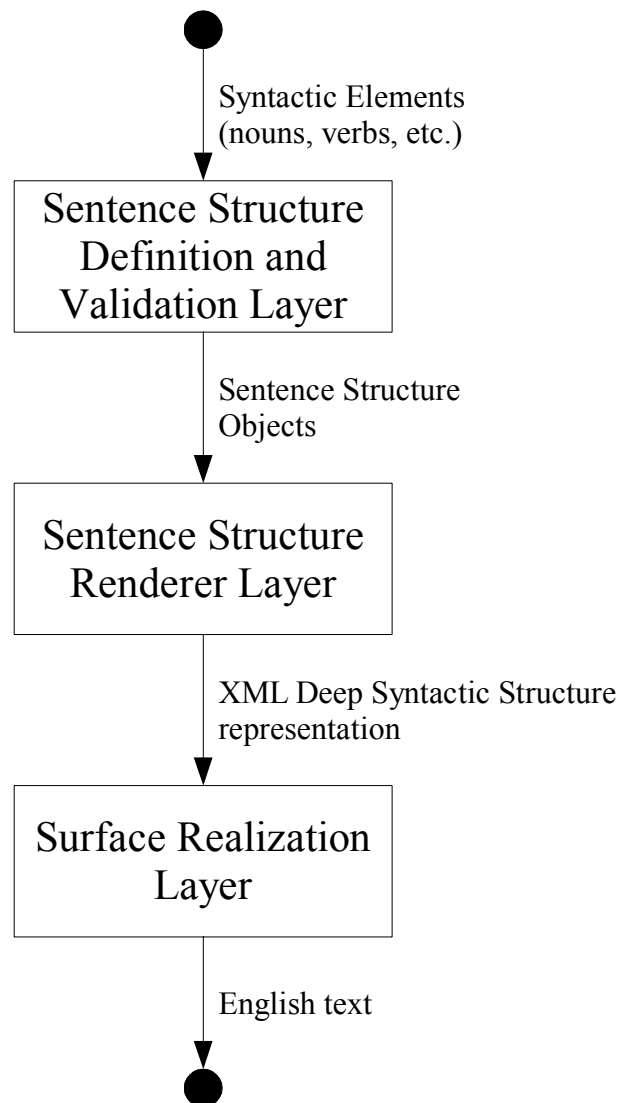 Syntactic Elements
(nouns, verbs, etc.)
Sentence Structure
Definition and
Validation Layer
Sentence Structure
Objects
Sentence Structure
Renderer Layer
XML Deep Syntactic Structure
representation
Surface Realization
Layer
English text